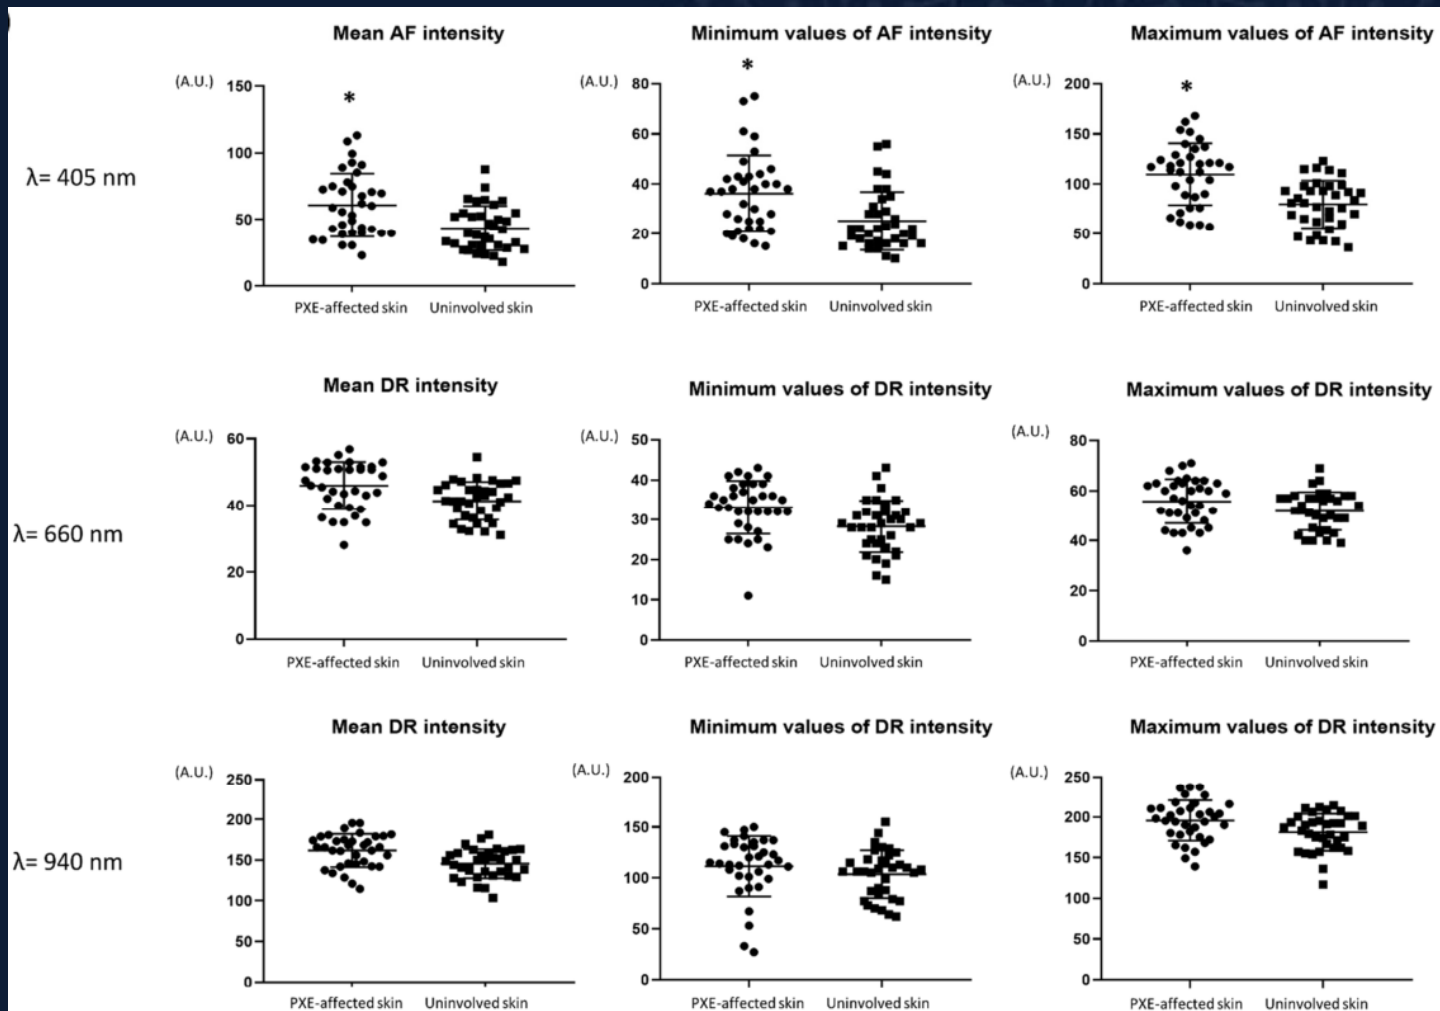 Mean AF intensity
Minimum values of AF intensity
Maximum values of AF intensity
λ= 405 nm
(A.U.)
150
100
50
0
*
PXE-affected skin
Uninvolved skin
(A.U.)
80
60
40
20
0
*
PXE-affected skin
Uninvolved skin
(A.U.)
200
150
100
50
0
*
PXE-affected skin
Uninvolved skin
Mean DR intensity
Minimum values of DR intensity
Maximum values of DR intensity
λ= 660 nm
(A.U.)
60
40
20
0
PXE-affected skin
Uninvolved skin
(A.U.)
50
40
30
20
10
0
PXE-affected skin
Uninvolved skin
(A.U.)
80
60
40
20
0
PXE-affected skin
Uninvolved skin
Mean DR intensity
Minimum values of DR intensity
Maximum values of DR intensity
λ= 940 nm
(A.U.)
250
200
150
100
50
0
PXE-affected skin
Uninvolved skin
(A.U.)
200
150
100
50
0
PXE-affected skin
Uninvolved skin
(A.U.)
250
200
150
100
50
0
PXE-affected skin
Uninvolved skin